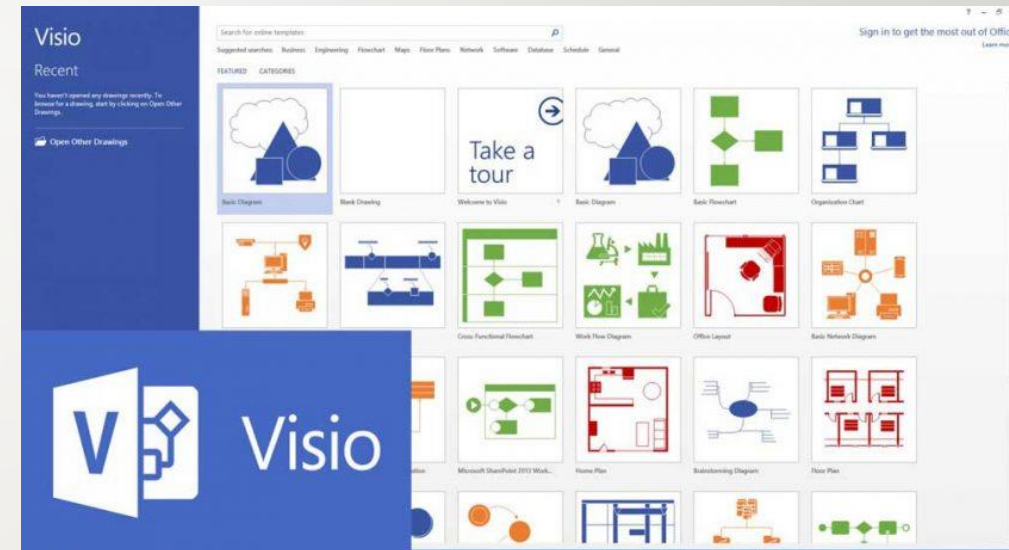 Visio
Search for online templates
Sign in to get the most out of Offic
Learn mo
Suggested searches: Business Engineering Flowchart Maps Floor Plans Network Software Database Schedule General
Recent
FEATURED CATEGORIES
You haven't opened any drawings recently. To
browse for a drawing, start by clicking on Open Other
Drawings.
Open Other Drawings
Take a
tour
Basic Diagram
Blank Drawing
Welcome to Visio
Basic Diagram
Basic Flowchart
Organization Chart
Cross Functional Flowchart
Work Flow Diagram
Office Layout
Basic Network Diagram
V
Visio
Microsoft SharePoint 2013 Work...
Home Plan
Brainstorming Diagram
Floor Plan